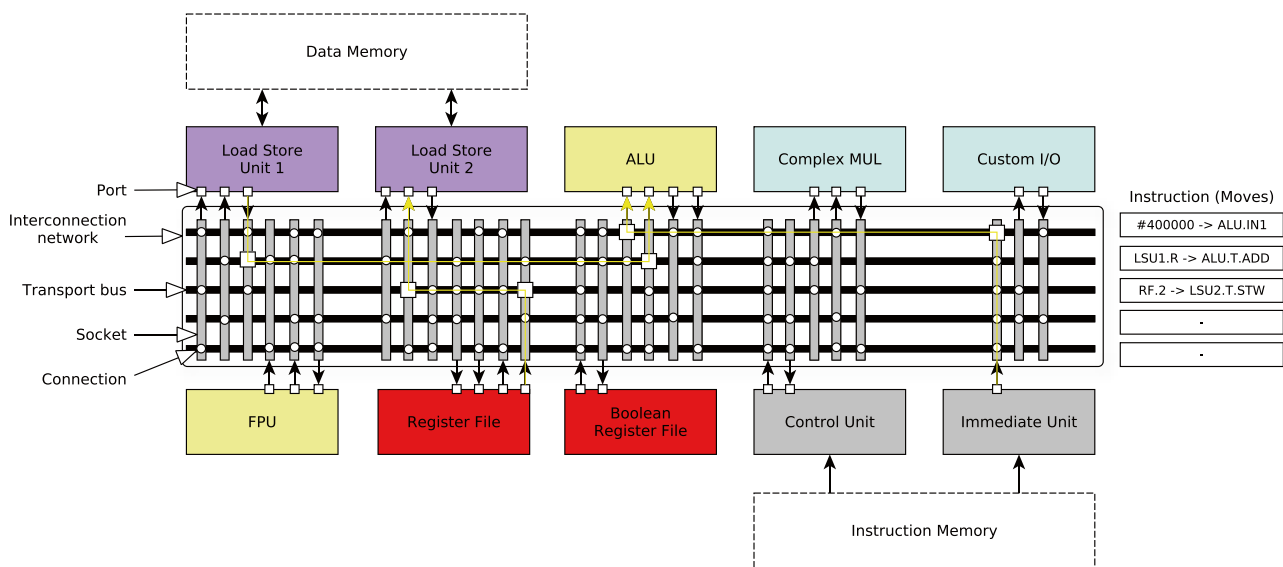 Data Memory
Load Store
Unit 1
Load Store
Unit 2
ALU
Complex MUL
Custom I/O
Port
Interconnection
network
Transport bus
Socket
Connection
Instruction (Moves)
#400000 -> ALU.IN1
LSU1.R -> ALU.T.ADD
RF.2 -> LSU2.T.STW
-
-
FPU
Register File
Boolean
Register File
Control Unit
Immediate Unit
Instruction Memory